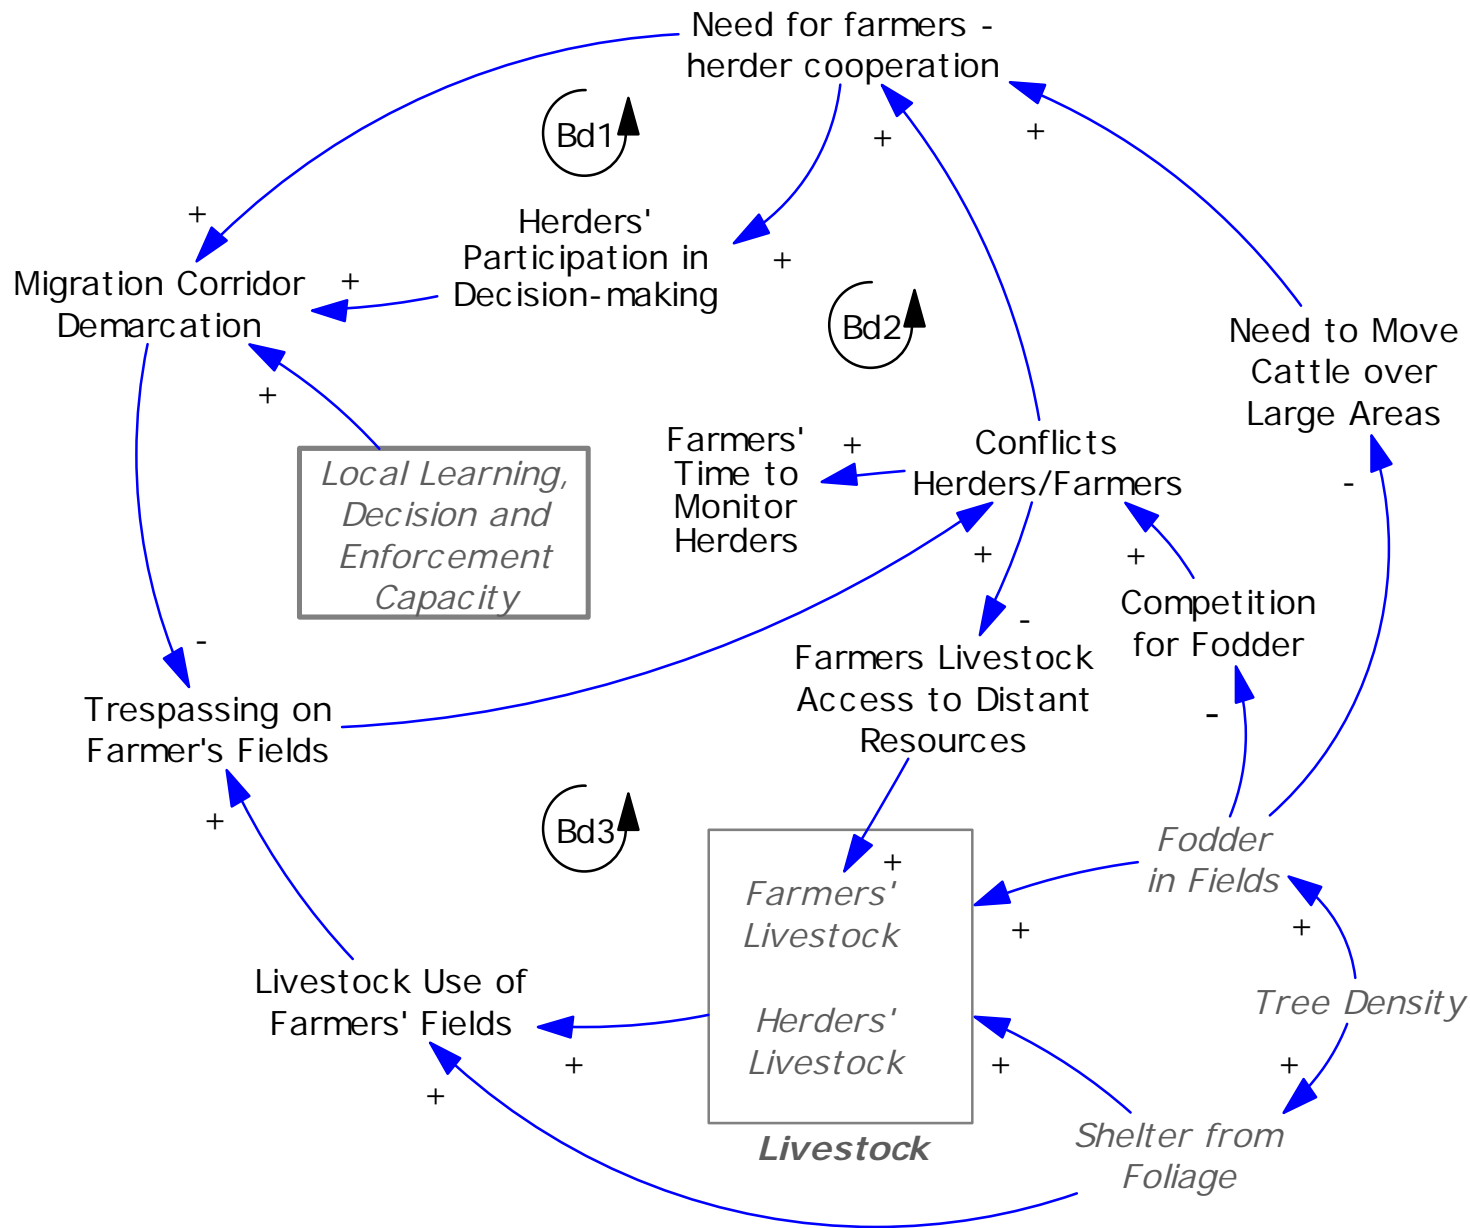 Need for farmers -
herder cooperation
Bd1
+
+
+
Herders'
Participation in
Decision-making
+
Migration Corridor
Demarcation
+
+
Bd2
Need to Move
Cattle over
Large Areas
-
Farmers'
Time to
Monitor
Herders
+
Conflicts
Herders/Farmers
Local Learning,
Decision and
Enforcement
Capacity
+
+
Competition
for Fodder
-
-
Farmers Livestock
Access to Distant
Resources
-
Trespassing on
Farmer's Fields
+
Bd3
Fodder
in Fields
+
Farmers'
Livestock
+
+
Livestock Use of
Farmers' Fields
Tree Density
Herders'
Livestock
+
+
+
+
Shelter from
Foliage
Livestock